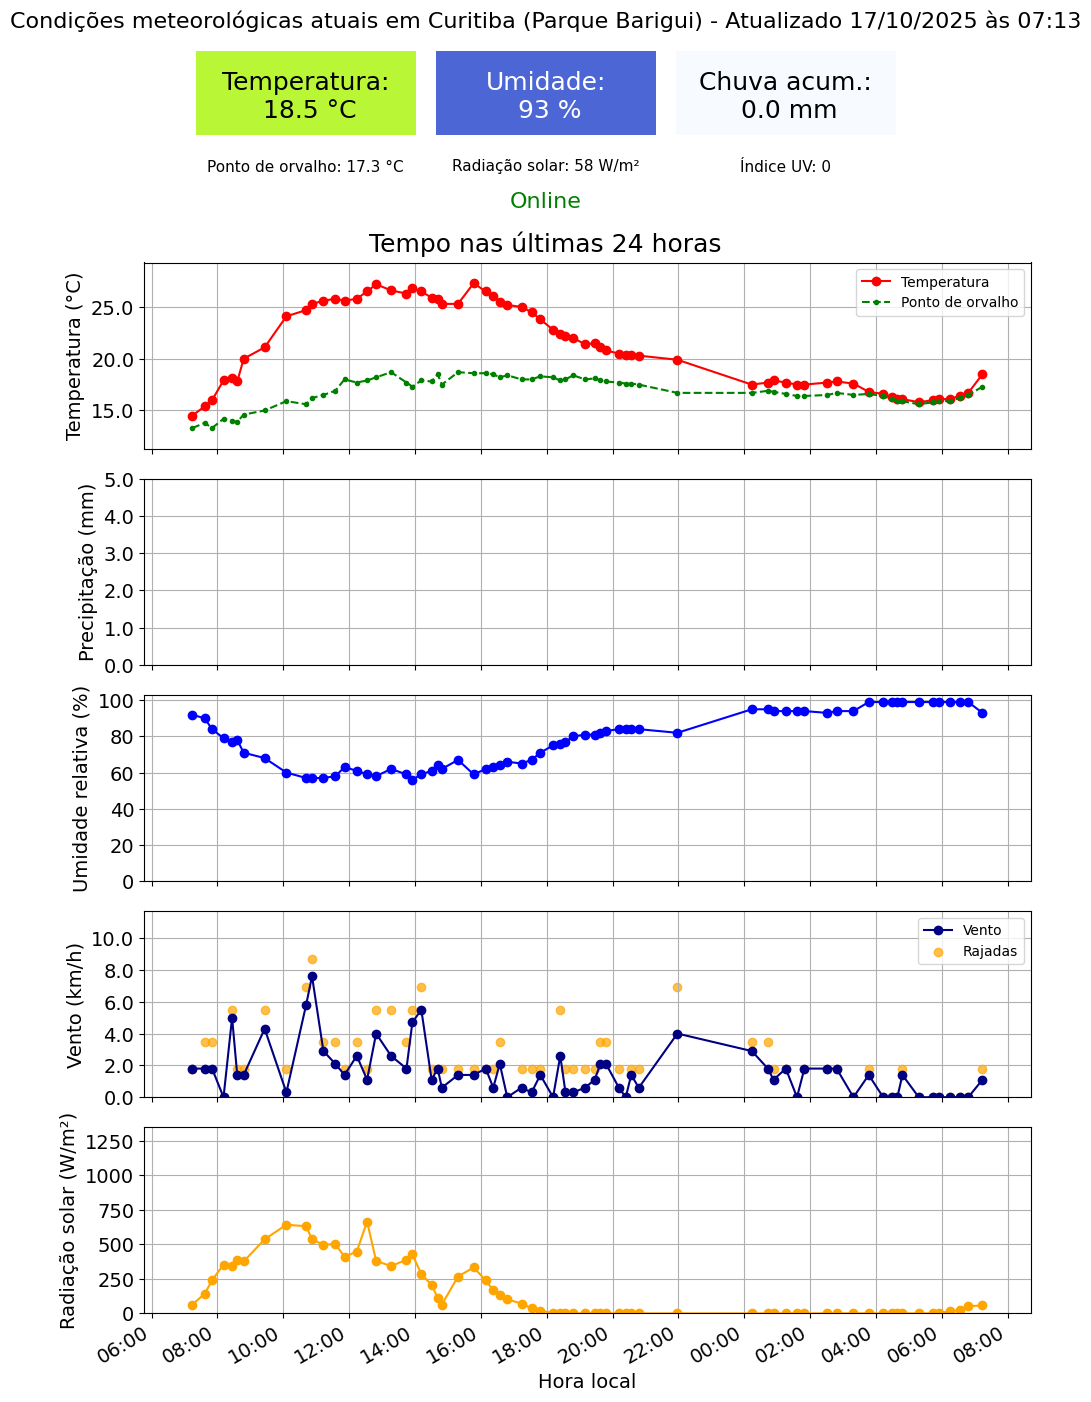 Condições meteorológicas atuais em Curitiba (Parque Barigui) - Atualizado 17/10/2025 às 07:13
Temperatura:
18.5 °C
Umidade:
93 %
Chuva acum.:
0.0 mm
Ponto de orvalho: 17.3 °C
Radiação solar: 58 W/m²
Índice UV: 0
Online
Tempo nas últimas 24 horas
Temperatura (°C)
25.0
20.0
15.0
Temperatura
Ponto de orvalho
Precipitação (mm)
5.0
4.0
3.0
2.0
1.0
0.0
Umidade relativa (%)
100
80
60
40
20
0
Vento (km/h)
10.0
8.0
6.0
4.0
2.0
0.0
Vento
Rajadas
Radiação solar (W/m²)
1250
1000
750
500
250
0
06:00 08:00 10:00 12:00 14:00 16:00 18:00 20:00 22:00 00:00 02:00 04:00 06:00 08:00
Hora local